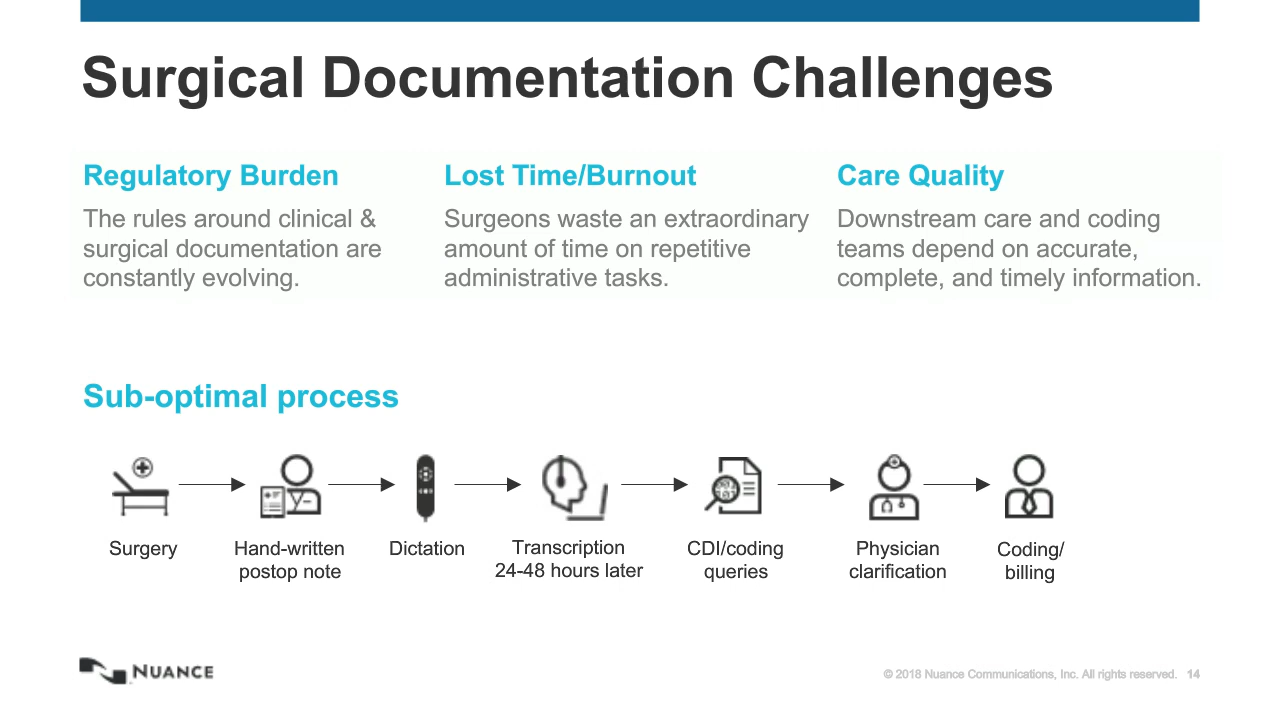 Surgical Documentation Challenges
Regulatory Burden
The rules around clinical &
surgical documentation are
constantly evolving.
Lost Time/Burnout
Surgeons waste an extraordinary
amount of time on repetitive
administrative tasks.
Care Quality
Downstream care and coding
teams depend on accurate,
complete, and timely information.
Sub-optimal process
Surgery
Hand-written
postop note
Dictation
Transcription
24-48 hours later
CDI/coding
queries
Physician
clarification
Coding/
billing
NUANCE
© 2018 Nuance Communications, Inc. All rights reserved. 14